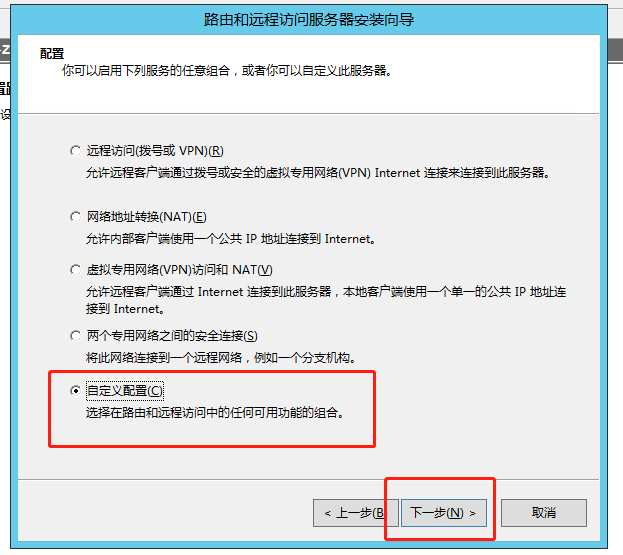 路由和远程访问服务器安装向导
配置
你可以启用下列服务的任意组合，或者你可以自定义此服务器。
远程访问(拨号或 VPN)(R)
允许远程客户端通过拨号或安全的虚拟专用网络(VPN) Internet 连接来连接到此服务器。
网络地址转换(NAT)(E)
允许内部客户端使用一个公共 IP 地址连接到 Internet。
虚拟专用网络(VPN)访问和 NAT(V)
允许远程客户端通过 Internet 连接到此服务器，本地客户端使用一个单一的公共 IP 地址连
接到 Internet。
两个专用网络之间的安全连接(S)
将此网络连接到一个远程网络，例如一个分支机构。
自定义配置(C)
选择在路由和远程访问中的任何可用功能的组合。
< 上一步(B 下一步(N) > 取消